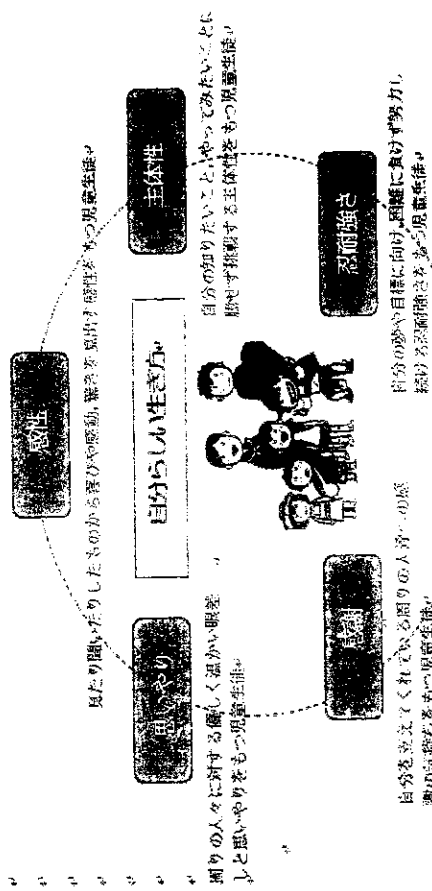 感性
見たり聞いたりしたものから喜びや感動、驚きを見出す感性をもつ児童生徒
思いやり
周りの人々に対する優しく温かい眼差
しと思いやりをもつ児童生徒
自分らしい生き方
主体性
自分の知りたいこと、やってみたいことに
臆せず挑戦する主体性をもつ児童生徒
感謝
自分を支えてくれている周りの人々への感
謝の気持ちをもつ児童生徒
忍耐強さ
自分の夢や目標に向け、困難に負けず努力し
続ける忍耐強さをもつ児童生徒